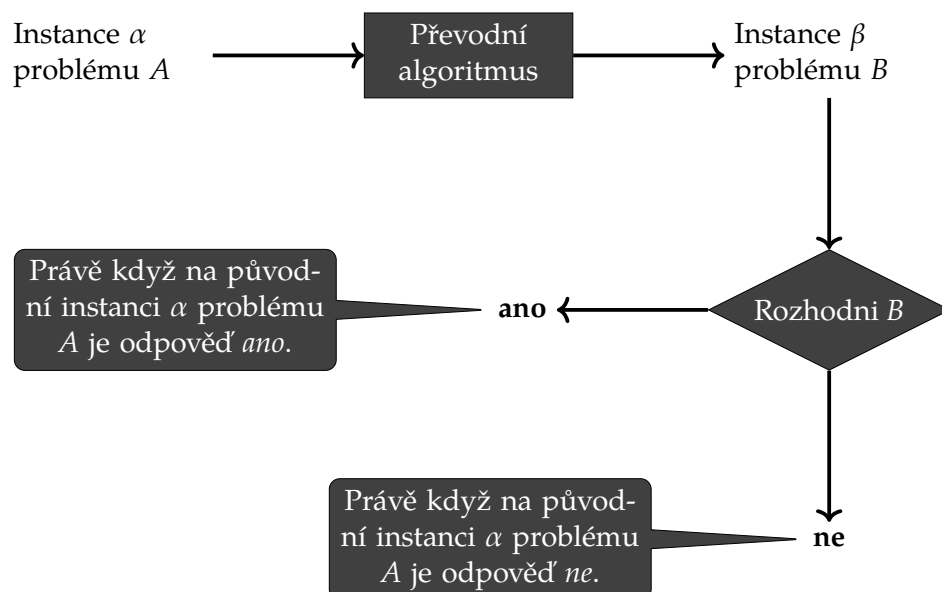 Instance α
problému A
Převodní
algoritmus
Instance β
problému B
Rozhodni B
ano
Právě když na původ-
ní instanci α problému
A je odpověď ano.
ne
Právě když na původ-
ní instanci α problému
A je odpověď ne.